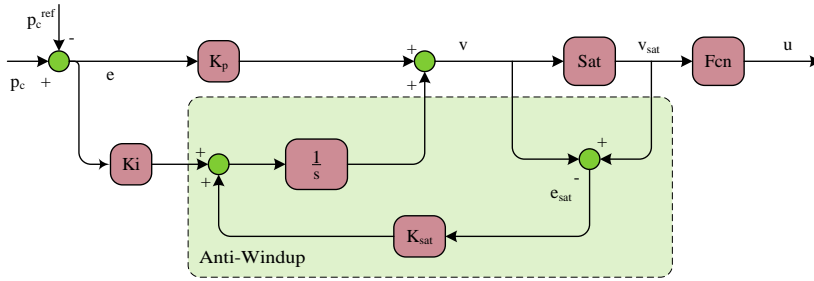 p_c^ref
-
+
+
v
v_sat
u
p_c
+
e
K_p
Sat
Fcn
+
Ki
+
+
1/s
+
-
e_sat
K_sat
Anti-Windup